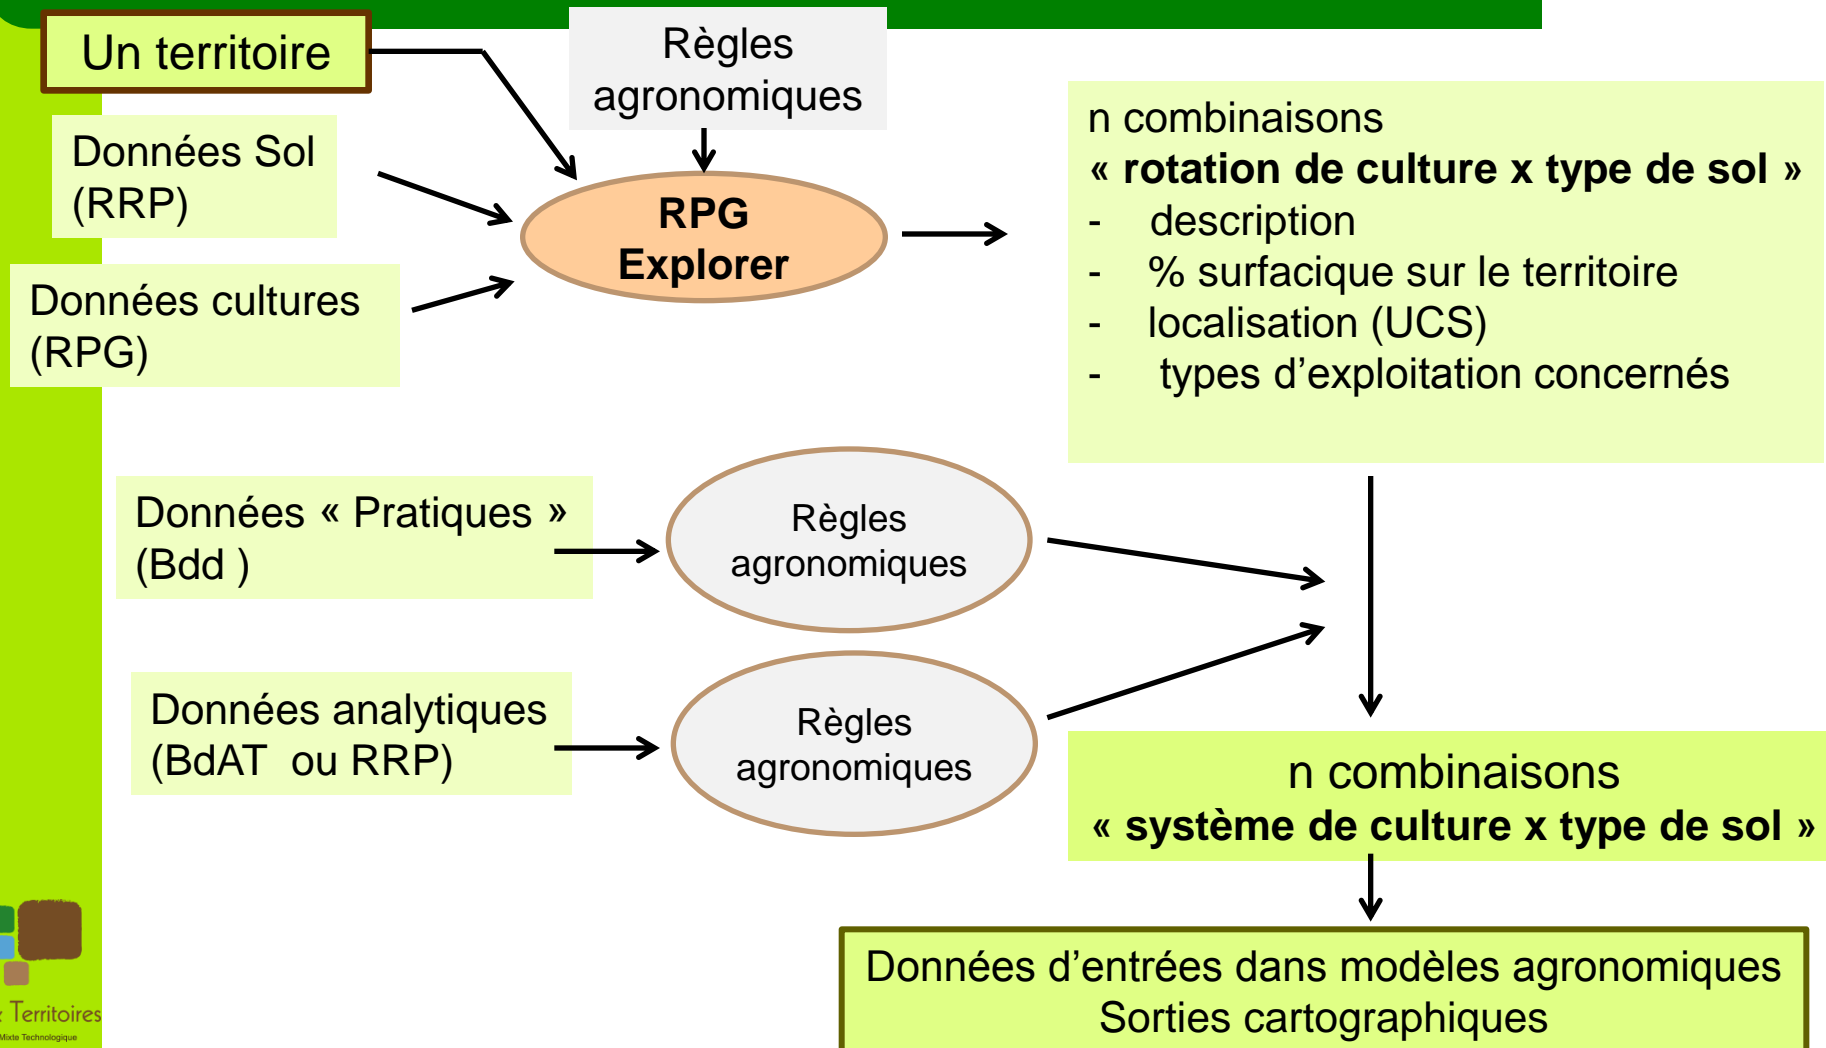 Un territoire
Règles
agronomiques
Données Sol
(RRP)
Données cultures
(RPG)
RPG
Explorer
n combinaisons
« rotation de culture x type de sol »
- description
- % surfacique sur le territoire
- localisation (UCS)
- types d’exploitation concernés
Données « Pratiques »
(Bdd )
Règles
agronomiques
Données analytiques
(BdAT ou RRP)
Règles
agronomiques
n combinaisons
« système de culture x type de sol »
Données d’entrées dans modèles agronomiques
Sorties cartographiques
Territoires
Mixte Technologique